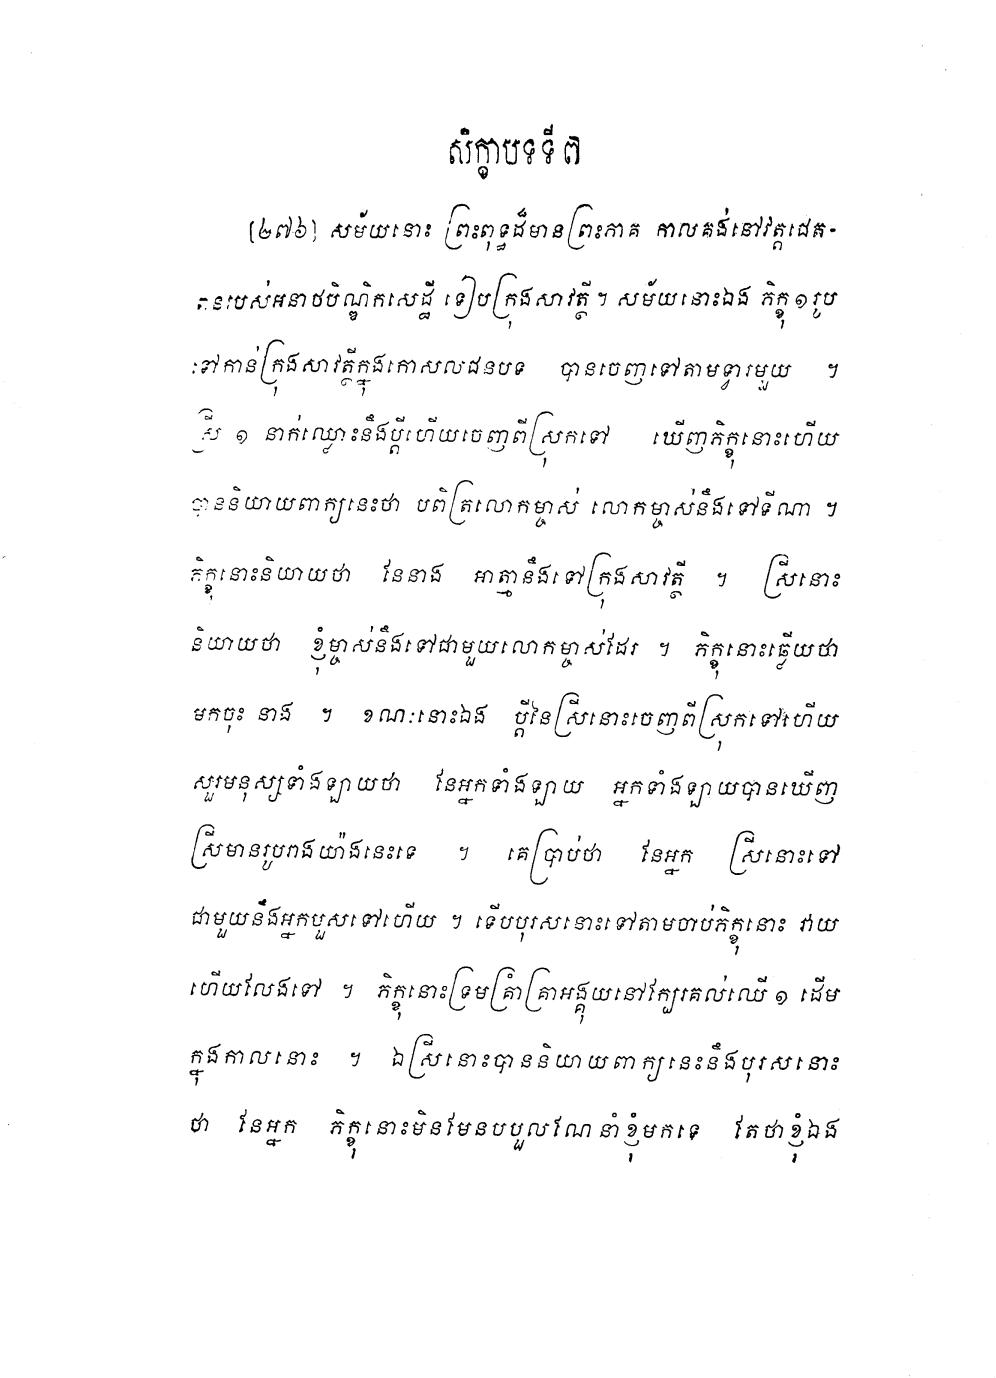 សិក្ខាបទទី ៧
[២៧៦] សម័យនោះ ព្រះពុទ្ធដ៏មានព្រះភាគ កាលគង់នៅវត្តជេត-
វនរបស់អនាថបិណ្ឌិកសេដ្ឋី ទៀបក្រុងសាវត្ថី ។ សម័យនោះឯង ភិក្ខុ ១ រូប
ទៅកាន់ក្រុងសាវត្ថីក្នុងកោសលជនបទ បានចេញទៅតាមទ្វារមួយ ។
ស្រី ១ នាក់ឈ្លោះនឹងប្តីហើយចេញពីស្រុកទៅ ឃើញភិក្ខុនោះហើយ
បាននិយាយពាក្យនេះថា បពិត្រលោកម្ចាស់ លោកម្ចាស់នឹងទៅទីណា ។
ភិក្ខុនោះនិយាយថា នែនាង អាត្មានឹងទៅក្រុងសាវត្ថី ។ ស្រីនោះ
និយាយថា ខ្ញុំម្ចាស់នឹងទៅជាមួយលោកម្ចាស់ដែរ ។ ភិក្ខុនោះឆ្លើយថា
មកចុះ នាង ។ ខណៈនោះឯង ប្តីនៃស្រីនោះចេញពីស្រុកទៅហើយ
សួរមនុស្សទាំងឡាយថា នែអ្នកទាំងឡាយ អ្នកទាំងឡាយបានឃើញ
ស្រីមានរូបរាងយ៉ាងនេះទេ ។ គេប្រាប់ថា នែអ្នក ស្រីនោះទៅ
ជាមួយនឹងអ្នកបួសទៅហើយ ។ ទើបបុរសនោះទៅតាមចាប់ភិក្ខុនោះ វាយ
ហើយលែងទៅ ។ ភិក្ខុនោះទ្រមគ្រាំគ្រាអង្គុយនៅក្បែរគល់ឈើ ១ ដើម
ក្នុងកាលនោះ ។ ឯស្រីនោះបាននិយាយពាក្យនេះនឹងបុរសនោះ
ថា នែអ្នក ភិក្ខុនោះមិនមែនបបួលណែនាំខ្ញុំមកទេ តែថាខ្ញុំឯង